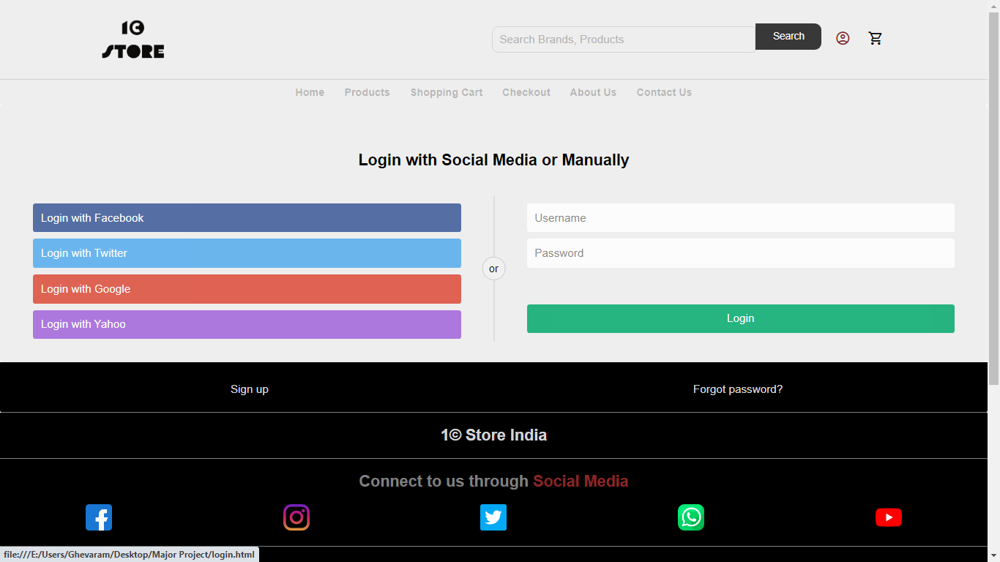 1©
STORE
Search Brands, Products
Search
Home Products Shopping Cart Checkout About Us Contact Us
Login with Social Media or Manually
Login with Facebook
Login with Twitter
Login with Google
Login with Yahoo
or
Username
Password
Login
Sign up Forgot password?
1© Store India
Connect to us through Social Media
file:///E:/Users/Ghevaram/Desktop/Major Project/login.html